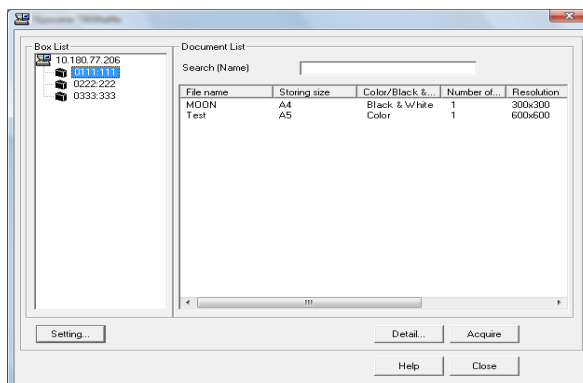 Box List
10.180.77.206
0111:111
0222:222
0333:333
Document List
Search (Name)
File name Storing size Color/Black &... Number of... Resolution
MOON A4 Black & White 1 300x300
Test A5 Color 1 600x600
Setting...
Detail... Acquire
Help Close